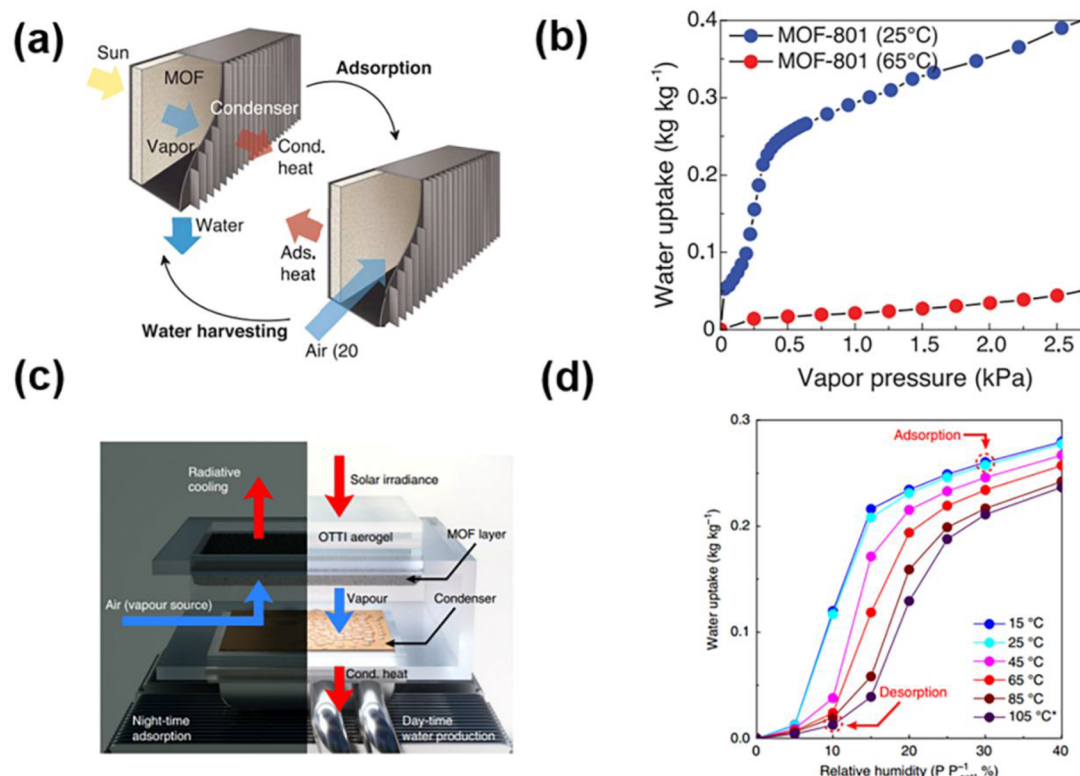 (a)
Sun
MOF
Adsorption
Condenser
Vapor
Cond.
heat
Water
Ads.
heat
Water harvesting
Air (20
(b)
MOF-801 (25°C)
MOF-801 (65°C)
Water uptake (kg kg⁻¹)
0.4
0.3
0.2
0.1
0
0 0.5 1.0 1.5 2.0 2.5
Vapor pressure (kPa)
(c)
Radiative
cooling
Solar irradiance
OTTI aerogel
MOF layer
Air (vapour source)
Vapour
Condenser
Cond. heat
Night-time
adsorption
Day-time
water production
(d)
Adsorption
Water uptake (kg kg⁻¹)
0.3
0.2
0.1
0.0
15 °C
25 °C
45 °C
65 °C
85 °C
105 °C*
Desorption
0 10 20 30 40
Relative humidity (P P⁻¹ %)